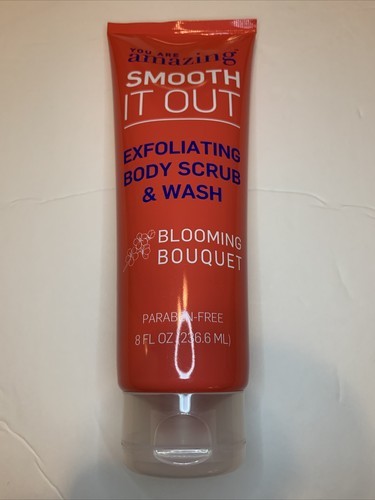 YOU ARE
amazing
SMOOTH
IT OUT
EXFOLIATING
BODY SCRUB
& WASH
BLOOMING
BOUQUET
PARABEN-FREE
8 FL OZ (236.6 ML)